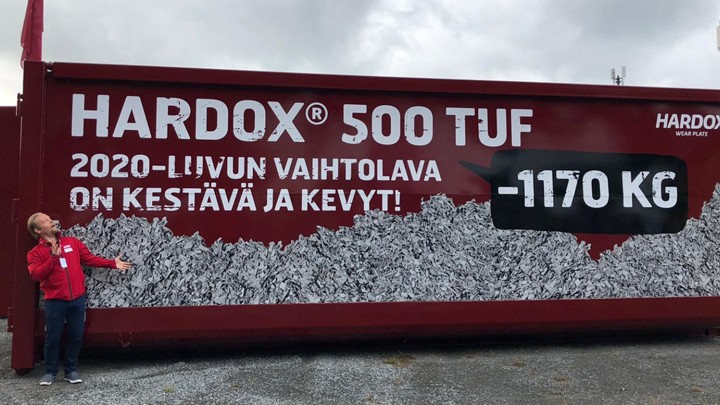 HARDOX® 500 TUF
2020-LUVUN VAIHTOLAVA
ON KESTÄVÄ JA KEVYT!
-1170 KG
HARDOX
WEAR PLATE